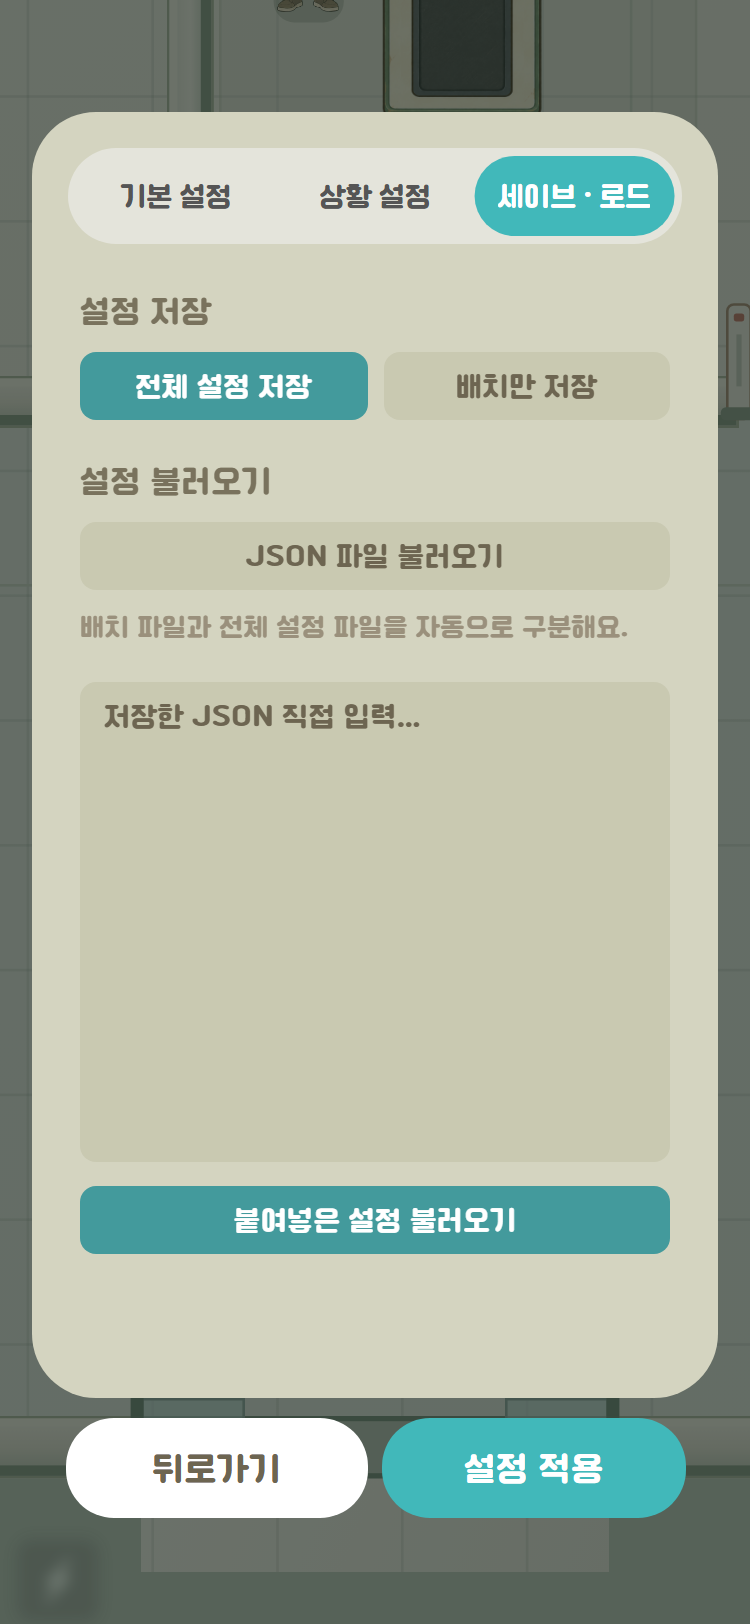 기본 설정
상황 설정
세이브 · 로드
설정 저장
전체 설정 저장
배치만 저장
설정 불러오기
JSON 파일 불러오기
배치 파일과 전체 설정 파일을 자동으로 구분해요.
저장한 JSON 직접 입력...
붙여넣은 설정 불러오기
뒤로가기
설정 적용